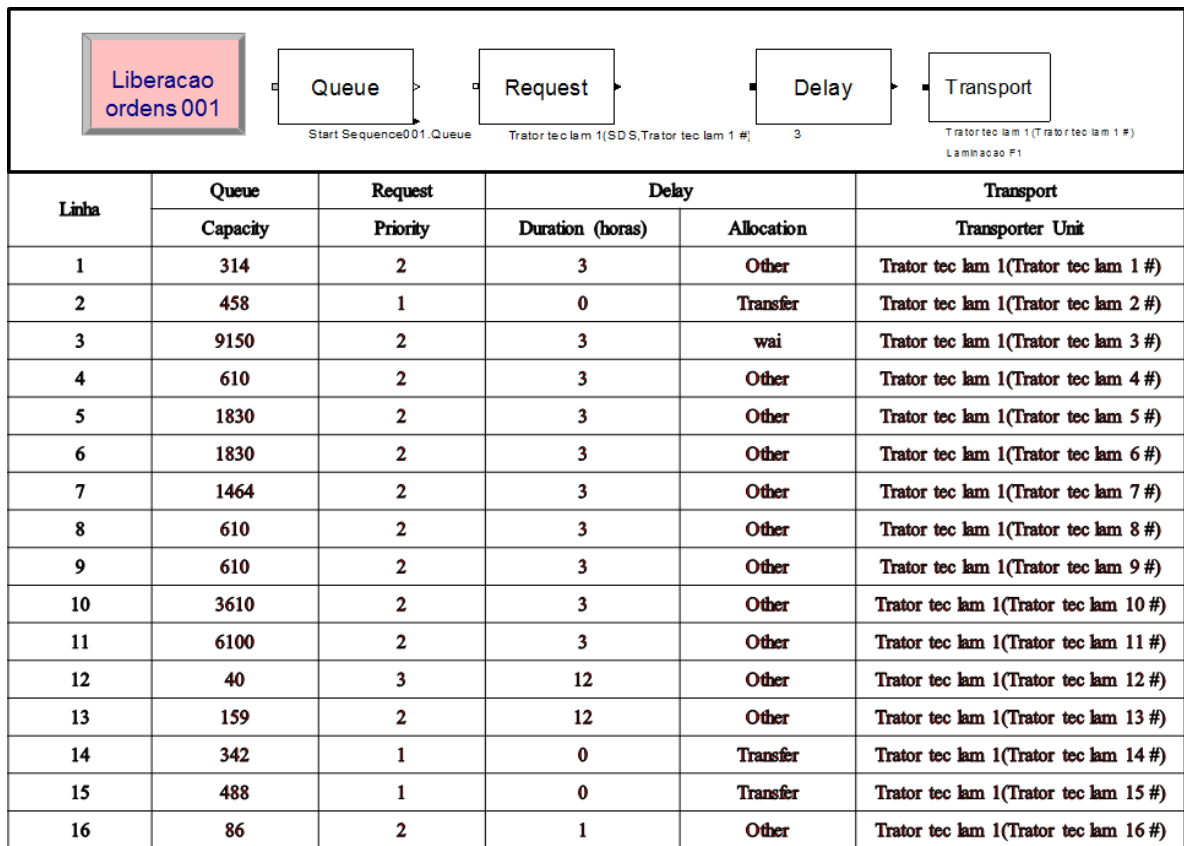 Liberacao
ordens 001
Queue
Request
Delay
Transport
Start Sequence001.Queue
Trator tec lam 1(SDS,Trator tec lam 1 #)
3
Trator tec lam 1(Trator tec lam 1 #)
Laminacao F1
Linha Queue Request Delay Transport
Capacity Priority Duration (horas) Allocation Transporter Unit
1 314 2 3 Other Trator tec lam 1(Trator tec lam 1 #)
2 458 1 0 Transfer Trator tec lam 1(Trator tec lam 2 #)
3 9150 2 3 wai Trator tec lam 1(Trator tec lam 3 #)
4 610 2 3 Other Trator tec lam 1(Trator tec lam 4 #)
5 1830 2 3 Other Trator tec lam 1(Trator tec lam 5 #)
6 1830 2 3 Other Trator tec lam 1(Trator tec lam 6 #)
7 1464 2 3 Other Trator tec lam 1(Trator tec lam 7 #)
8 610 2 3 Other Trator tec lam 1(Trator tec lam 8 #)
9 610 2 3 Other Trator tec lam 1(Trator tec lam 9 #)
10 3610 2 3 Other Trator tec lam 1(Trator tec lam 10 #)
11 6100 2 3 Other Trator tec lam 1(Trator tec lam 11 #)
12 40 3 12 Other Trator tec lam 1(Trator tec lam 12 #)
13 159 2 12 Other Trator tec lam 1(Trator tec lam 13 #)
14 342 1 0 Transfer Trator tec lam 1(Trator tec lam 14 #)
15 488 1 0 Transfer Trator tec lam 1(Trator tec lam 15 #)
16 86 2 1 Other Trator tec lam 1(Trator tec lam 16 #)